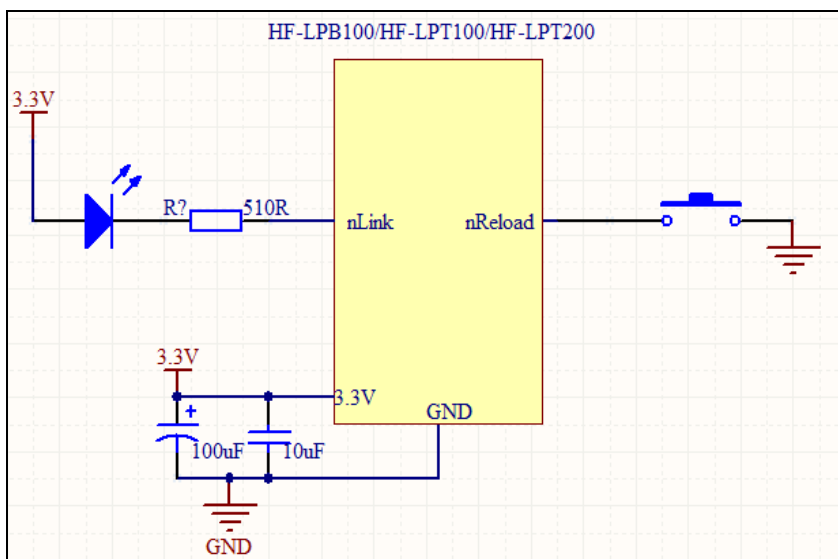 HF-LPB100/HF-LPT100/HF-LPT200
3.3V
R? 510R
nLink nReload
3.3V
3.3V
GND
+
100uF 10uF
GND